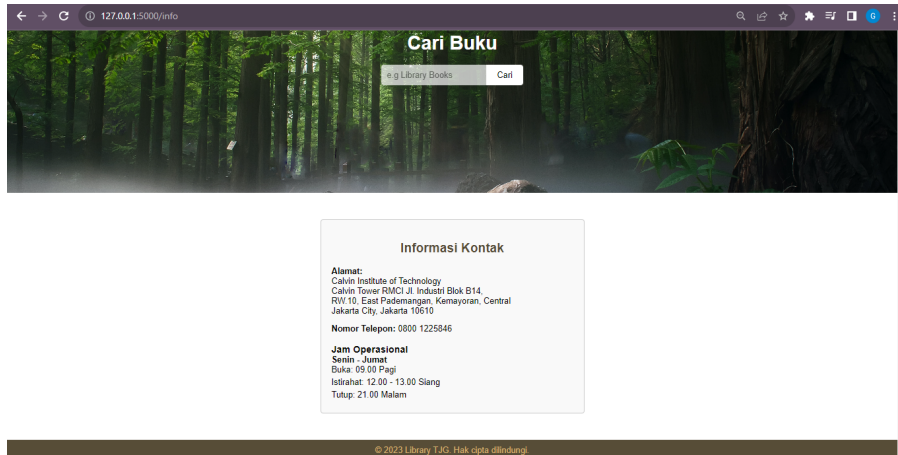 127.0.0.1:5000/info
G
Cari Buku
e.g Library Books
Cari
Informasi Kontak
Alamat:
Calvin Institute of Technology
Calvin Tower RMCI Jl. Industri Blok B14,
RW.10, East Pademangan, Kemayoran, Central
Jakarta City, Jakarta 10610
Nomor Telepon: 0800 1225846
Jam Operasional
Senin - Jumat
Buka: 09.00 Pagi
Istirahat: 12.00 - 13.00 Siang
Tutup: 21.00 Malam
© 2023 Library TJG. Hak cipta dilindungi.